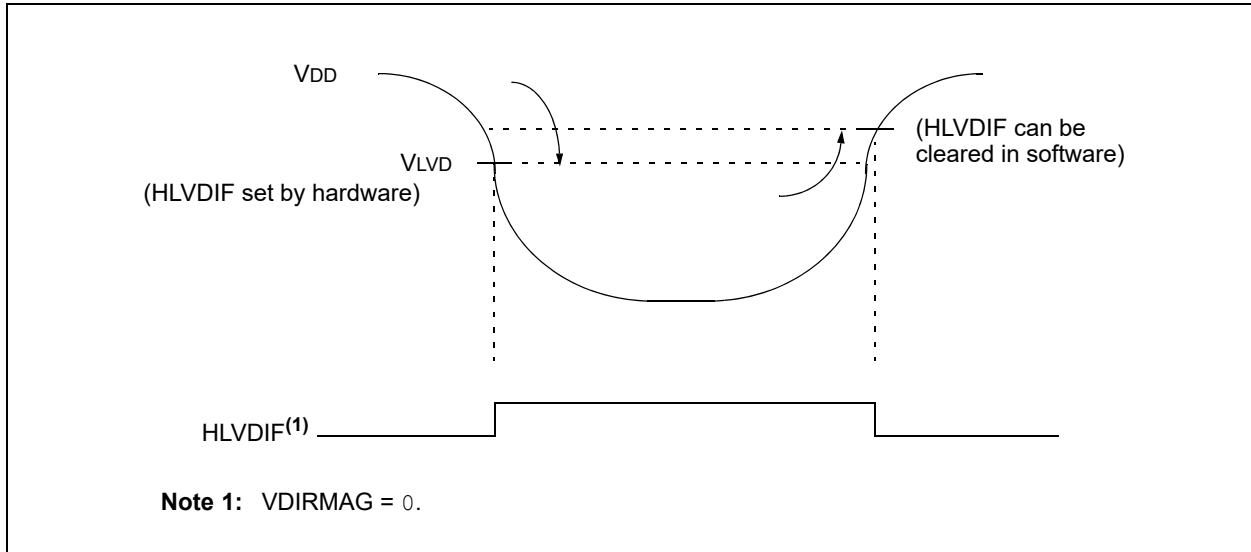 VDD
(HLVDIF can be
cleared in software)
VLVD
(HLVDIF set by hardware)
HLVDIF(1)
Note 1: VDIRMAG = 0.